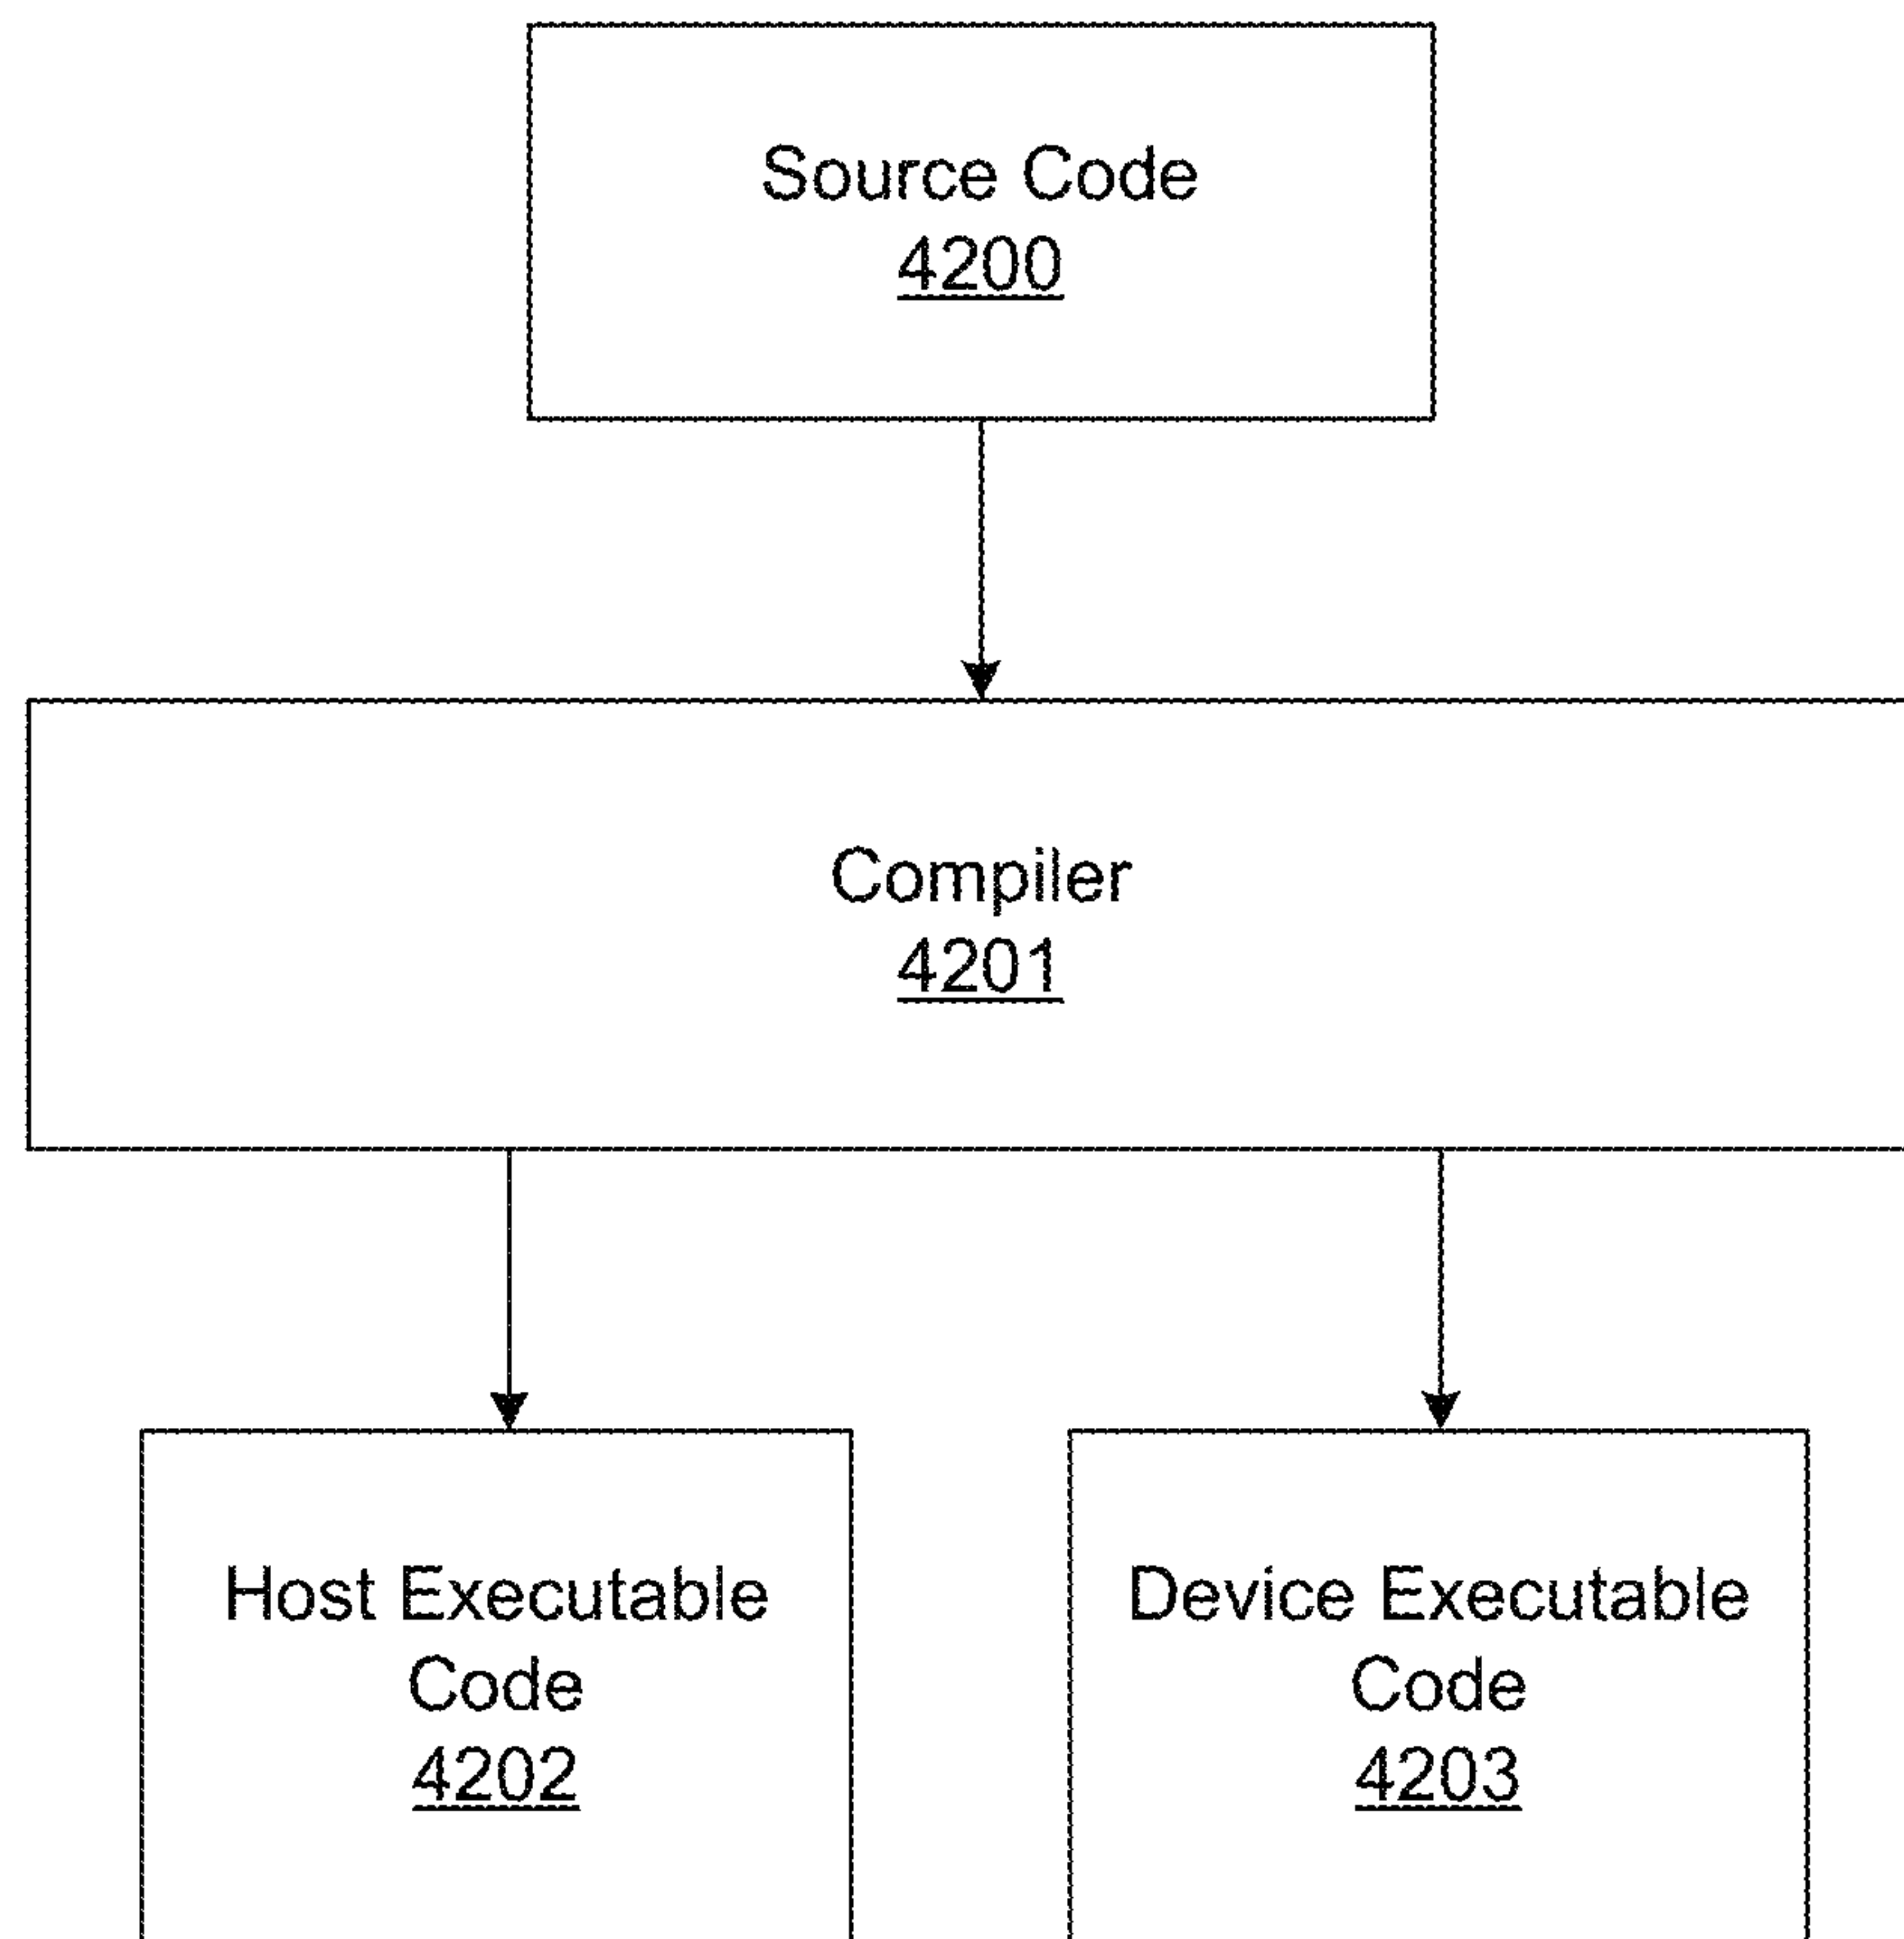 Source Code
4200
Compiler
4201
Host Executable
Code
4202
Device Executable
Code
4203